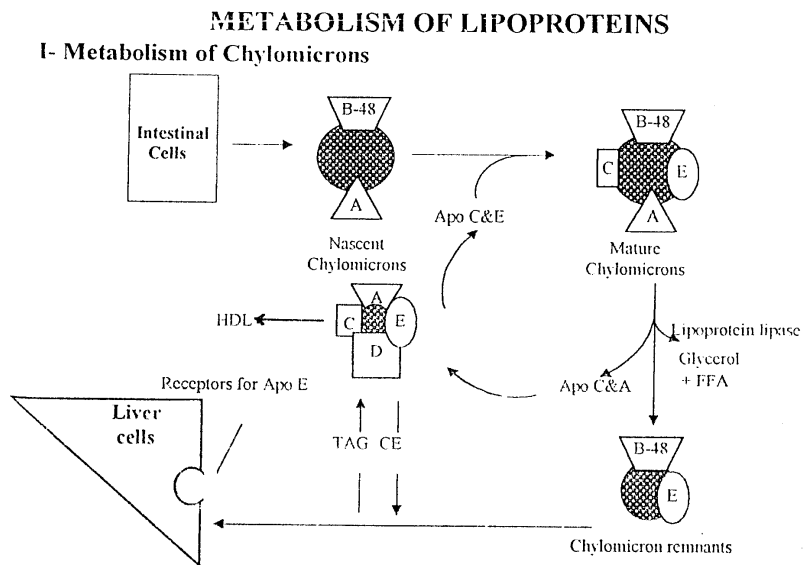 METABOLISM OF LIPOPROTEINS
I- Metabolism of Chylomicrons
Intestinal
Cells
B-48
A
Nascent
Chylomicrons
Apo C&E
B-48
C
E
A
Mature
Chylomicrons
HDL
A
C
E
D
Lipoprotein lipase
Glycerol
+ FFA
Apo C&A
Receptors for Apo E
Liver
cells
TAG CE
B-48
E
Chylomicron remnants